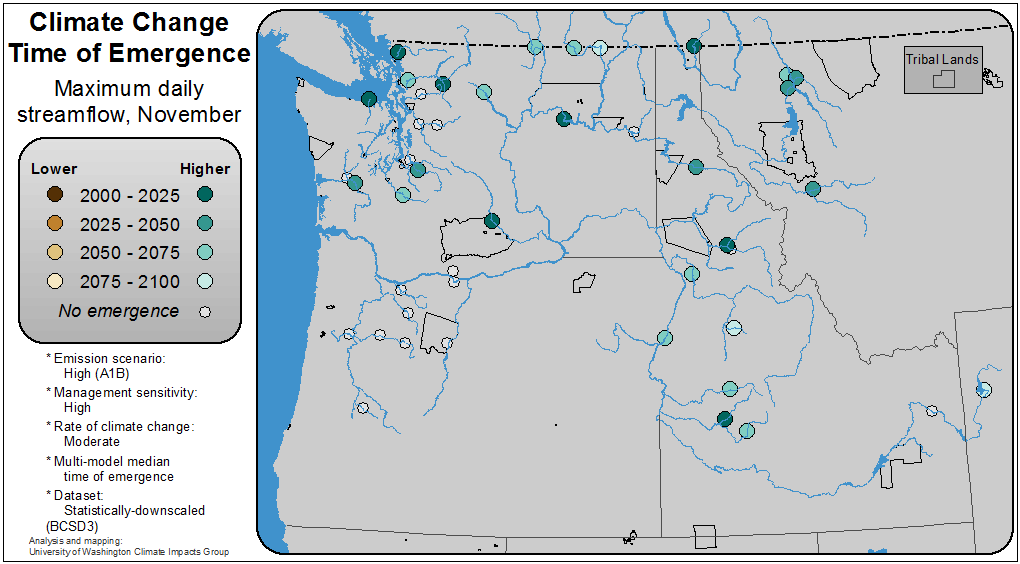 Climate Change
Time of Emergence
Maximum daily
streamflow, November
Lower Higher
2000 - 2025
2025 - 2050
2050 - 2075
2075 - 2100
No emergence
* Emission scenario:
High (A1B)
* Management sensitivity:
High
* Rate of climate change:
Moderate
* Multi-model median
time of emergence
* Dataset:
Statistically-downscaled
(BCSD3)
Analysis and mapping:
University of Washington Climate Impacts Group
Tribal Lands